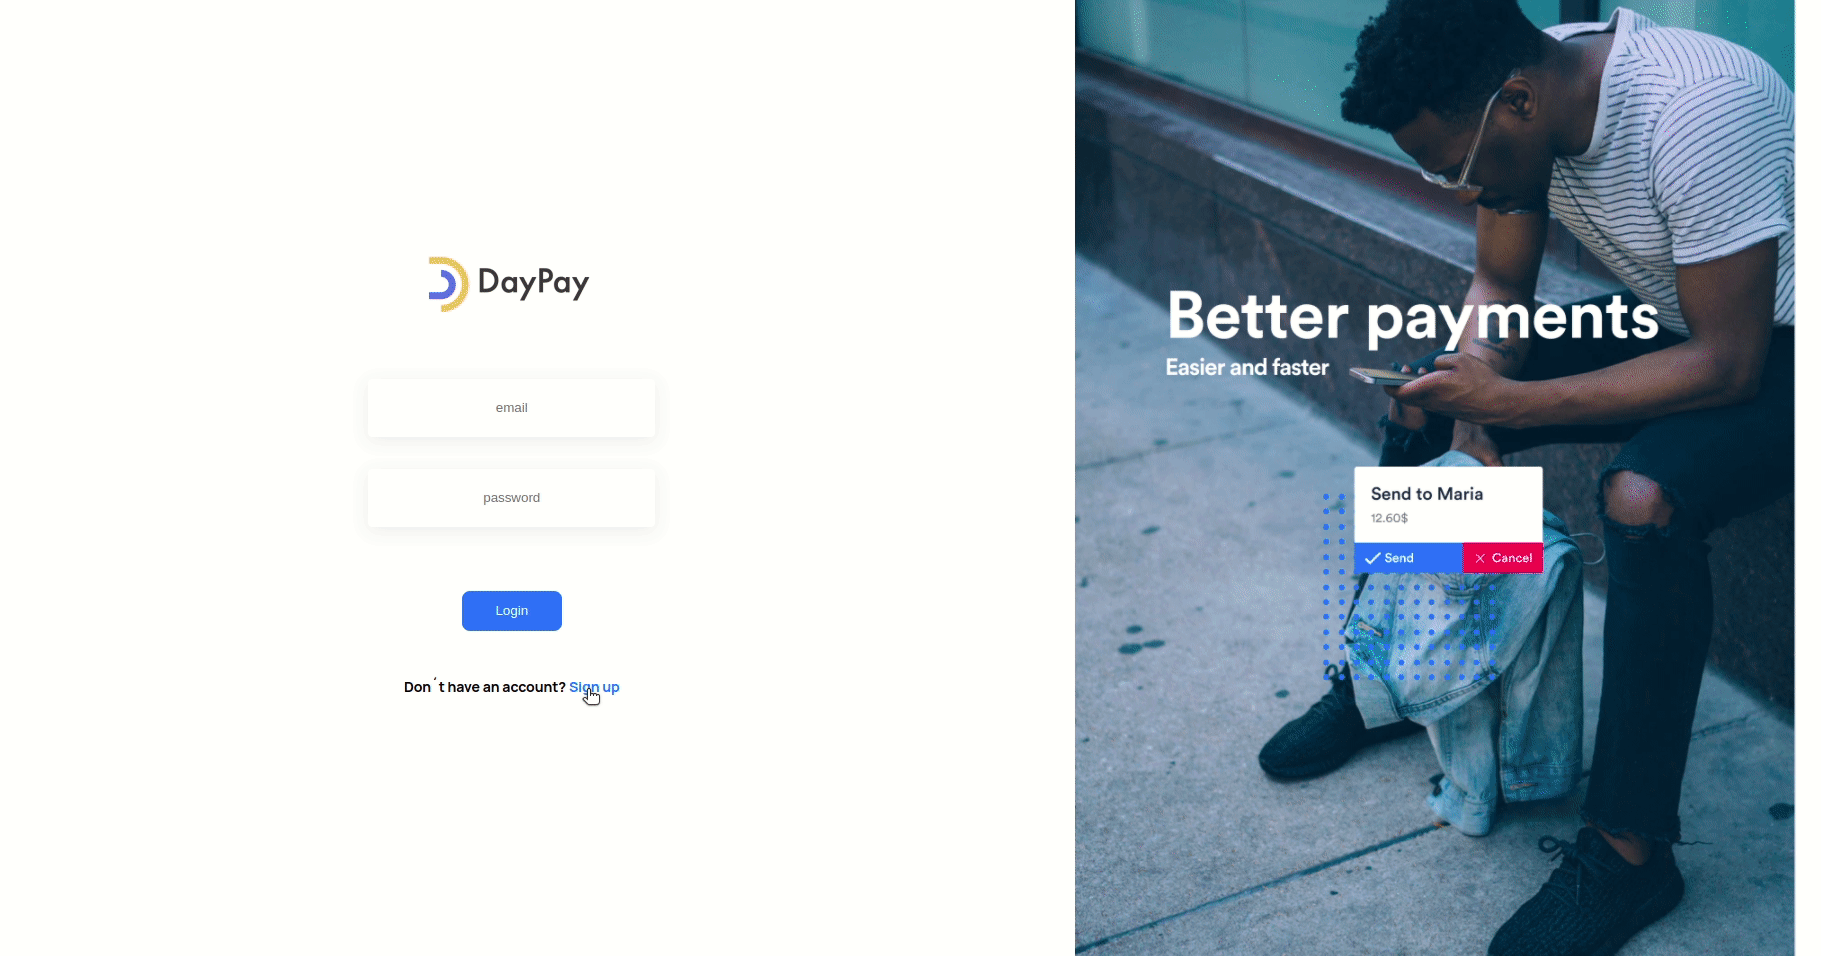 DayPay
email
password
Login
Don´t have an account? Sign up
Better payments
Easier and faster
Send to Maria
12.60$
Send
Cancel